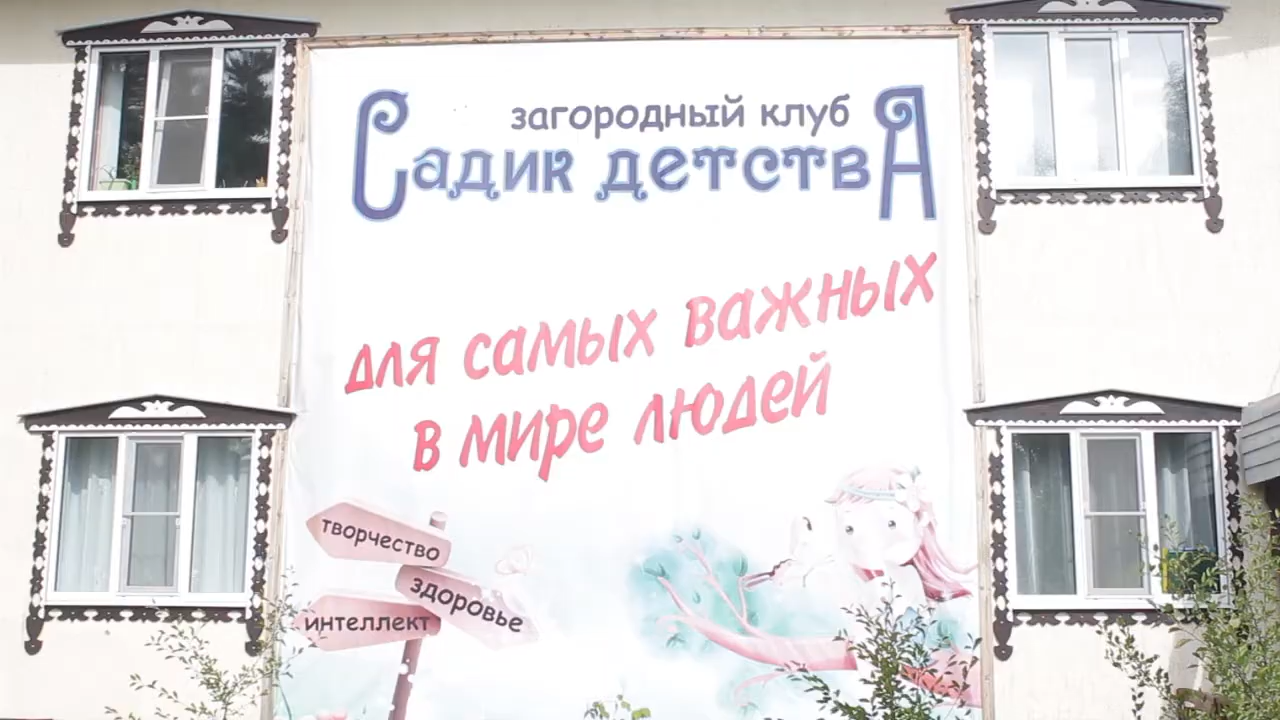 загородный клуб
Садик детствА
для самых важных
в мире людей
творчество
здоровье
интеллект